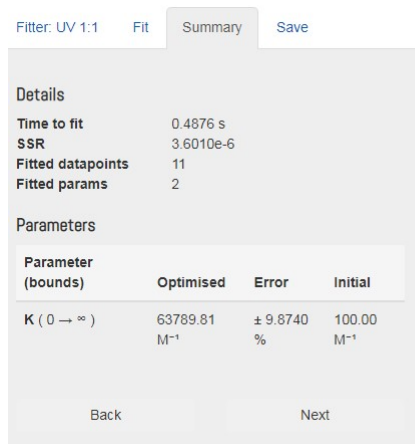 Fitter: UV 1:1 Fit Summary Save
Details
Time to fit 0.4876 s
SSR 3.6010e-6
Fitted datapoints 11
Fitted params 2
Parameters
Parameter
(bounds) Optimised Error Initial
K ( 0 → ∞ ) 63789.81 ± 9.8740 100.00
M⁻¹ % M⁻¹
Back Next